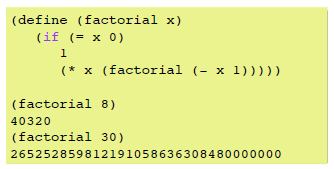 (define (factorial x)
   (if (= x 0)
      1
      (* x (factorial (- x 1)))))

(factorial 8)
40320
(factorial 30)
265252859812191058636308480000000